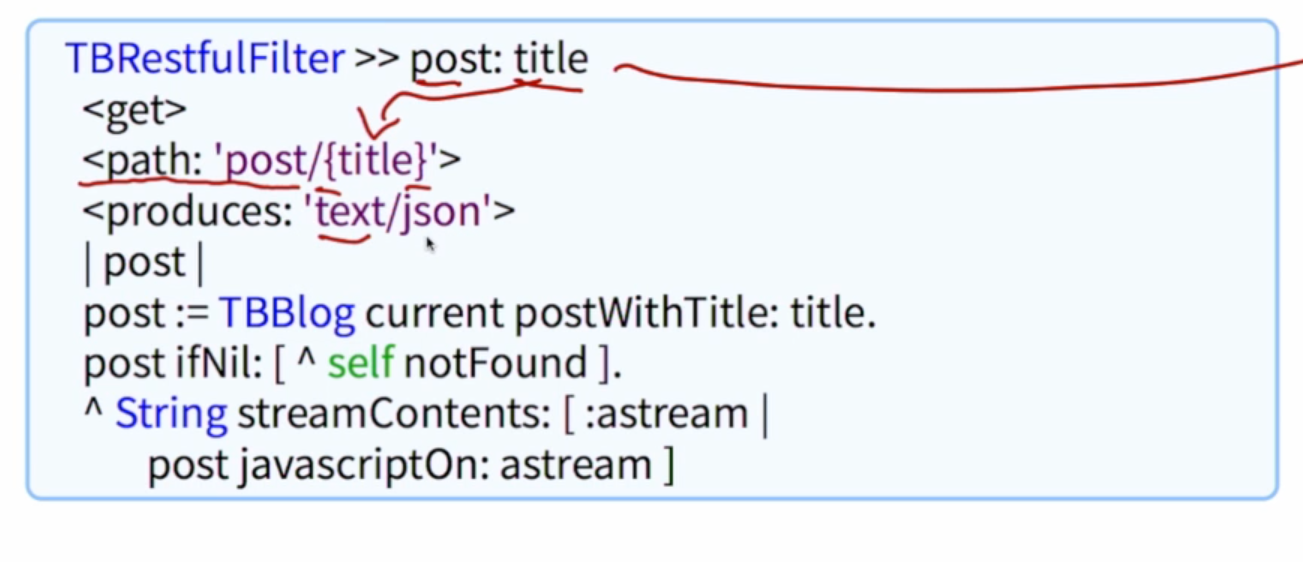 TBRestfulFilter >> post: title
<get>
<path: 'post/{title}'>
<produces: 'text/json'>
| post |
post := TBBlog current postWithTitle: title.
post ifNil: [ ^ self notFound ].
^ String streamContents: [ :astream |
post javascriptOn: astream ]